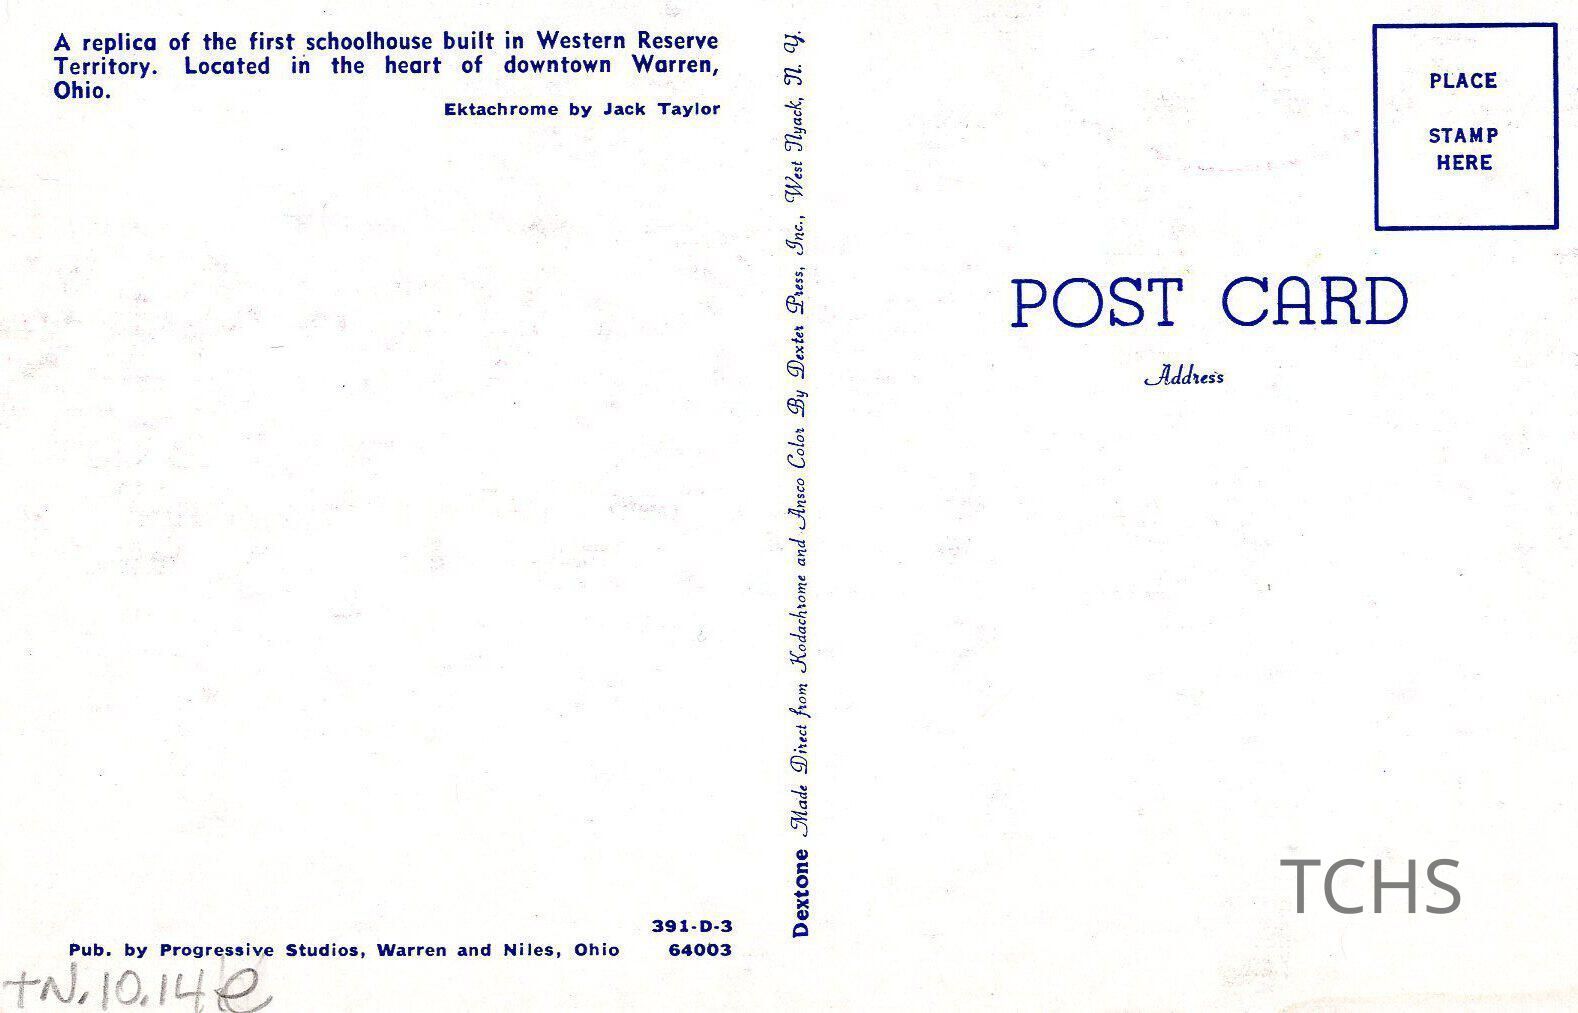 A replica of the first schoolhouse built in Western Reserve
Territory. Located in the heart of downtown Warren,
Ohio.
Ektachrome by Jack Taylor
Dextone Made Direct from Kodachrome and Ansco Color By Dexter Press, Inc., West Nyack, N. Y.
PLACE
STAMP
HERE
POST CARD
Address
TCHS
391-D-3
Pub. by Progressive Studios, Warren and Niles, Ohio 64003
tN.10.14e